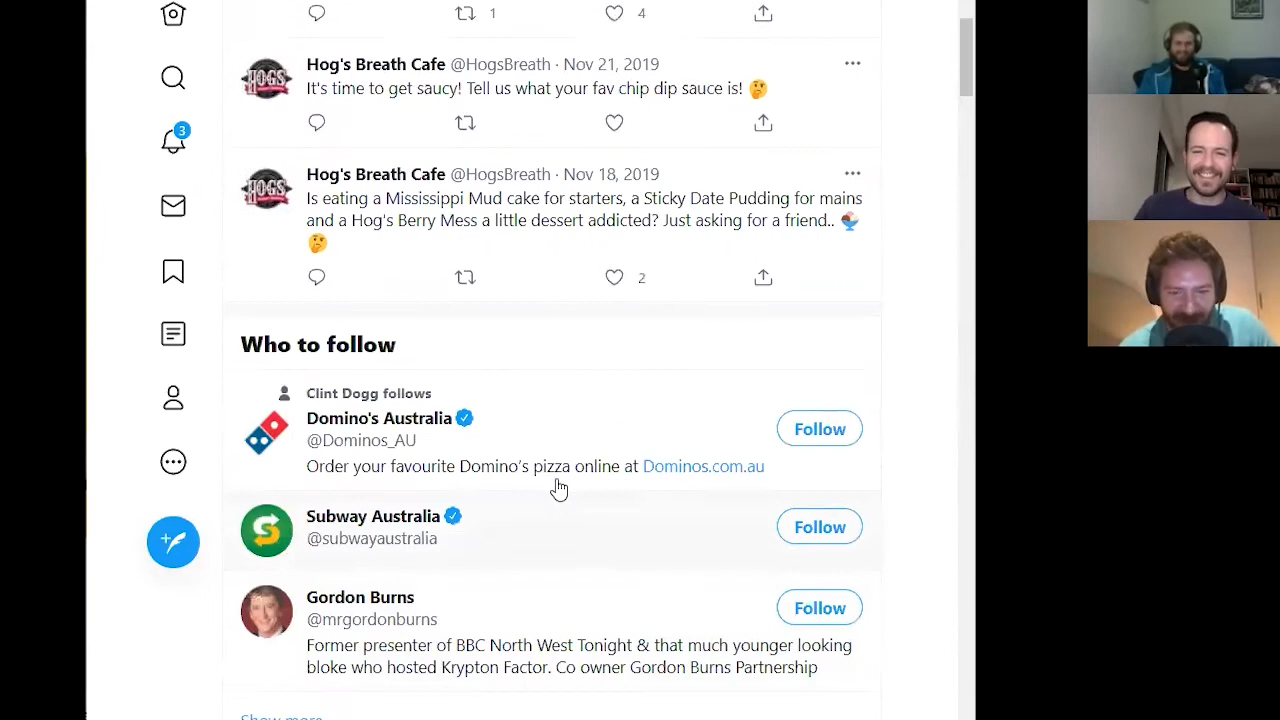 1
4
Hog's Breath Cafe @HogsBreath · Nov 21, 2019
It's time to get saucy! Tell us what your fav chip dip sauce is! 🤔
3
HOGS
Hog's Breath Cafe @HogsBreath · Nov 18, 2019
Is eating a Mississippi Mud cake for starters, a Sticky Date Pudding for mains
and a Hog's Berry Mess a little dessert addicted? Just asking for a friend.. 🍨
🤔
HOGS
2
Who to follow
Clint Dogg follows
Domino's Australia
@Dominos_AU
Order your favourite Domino’s pizza online at Dominos.com.au
Follow
Subway Australia
@subwayaustralia
Follow
Gordon Burns
@mrgordonburns
Former presenter of BBC North West Tonight & that much younger looking
bloke who hosted Krypton Factor. Co owner Gordon Burns Partnership
Follow
Show more